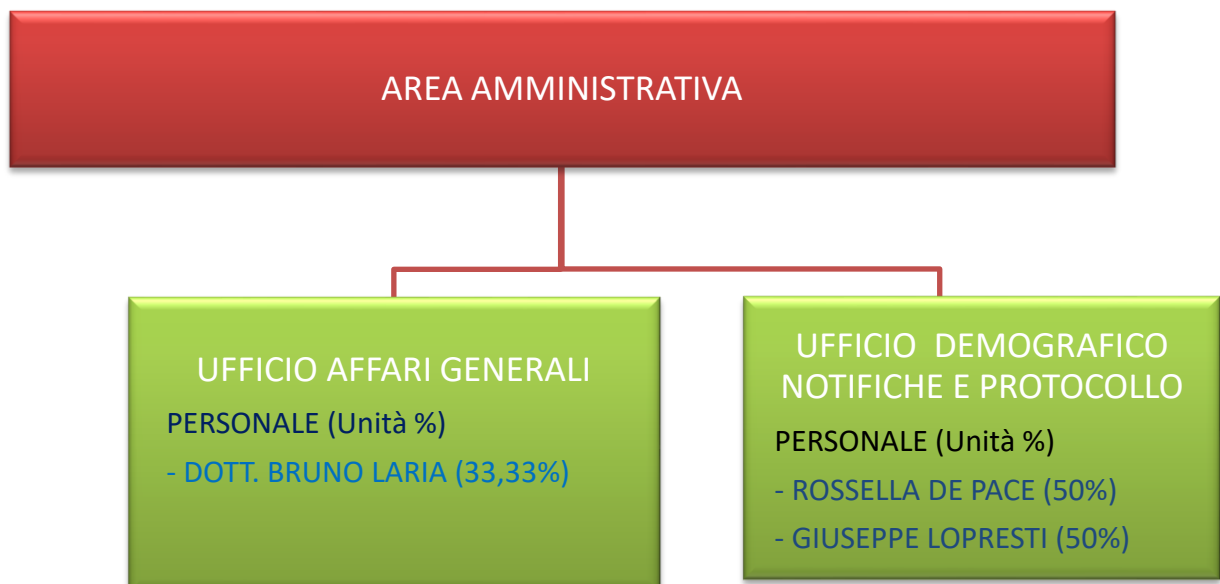 AREA AMMINISTRATIVA
UFFICIO AFFARI GENERALI
PERSONALE (Unità %)
- DOTT. BRUNO LARIA (33,33%)
UFFICIO DEMOGRAFICO
NOTIFICHE E PROTOCOLLO
PERSONALE (Unità %)
- ROSSELLA DE PACE (50%)
- GIUSEPPE LOPRESTI (50%)